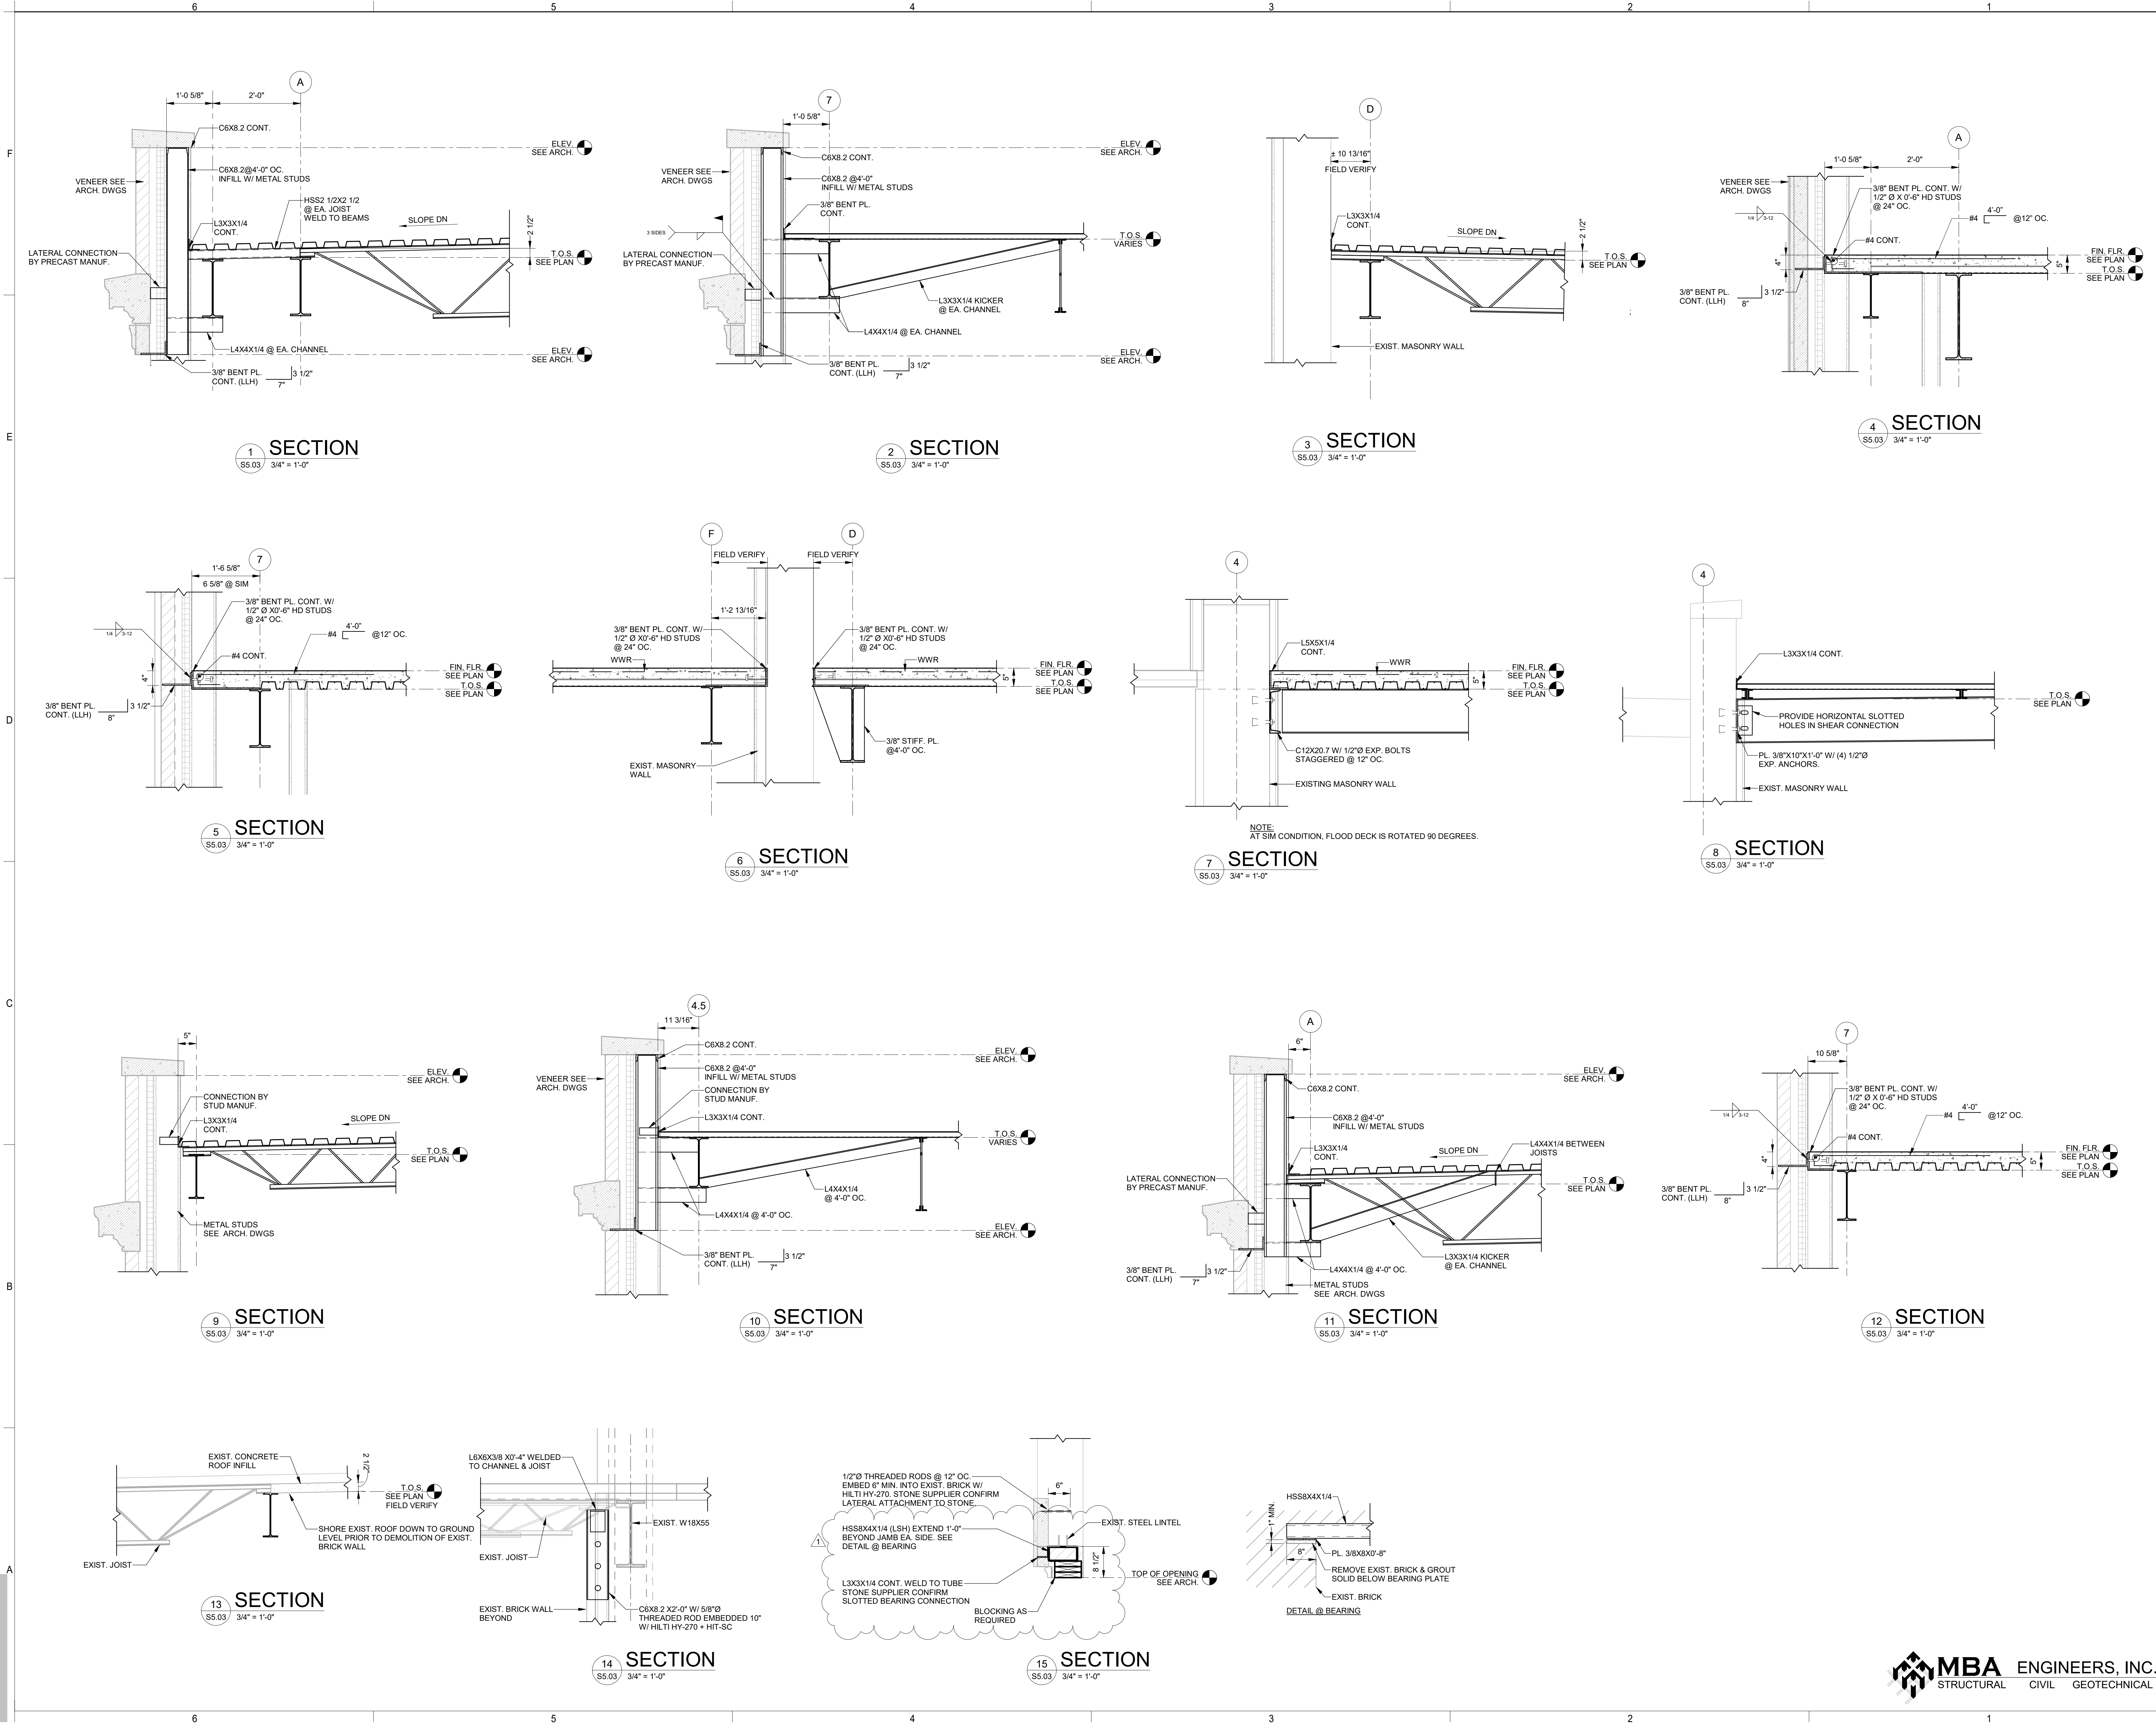 6
5
4
3
2
1
F
E
D
C
B
A
A
1'-0 5/8"
2'-0"
C6X8.2 CONT.
ELEV.
SEE ARCH.
C6X8.2@4'-0" OC.
INFILL W/ METAL STUDS
VENEER SEE
ARCH. DWGS
HSS2 1/2X2 1/2
@ EA. JOIST
WELD TO BEAMS
SLOPE DN
2 1/2"
L3X3X1/4
CONT.
LATERAL CONNECTION
BY PRECAST MANUF.
T.O.S.
SEE PLAN
L4X4X1/4 @ EA. CHANNEL
ELEV.
SEE ARCH.
3/8" BENT PL.
CONT. (LLH)
3 1/2"
7"
1
S5.03
SECTION
3/4" = 1'-0"
7
1'-0 5/8"
C6X8.2 CONT.
ELEV.
SEE ARCH.
VENEER SEE
ARCH. DWGS
C6X8.2 @4'-0"
INFILL W/ METAL STUDS
3/8" BENT PL.
CONT.
3 SIDES
T.O.S.
VARIES
LATERAL CONNECTION
BY PRECAST MANUF.
L3X3X1/4 KICKER
@ EA. CHANNEL
L4X4X1/4 @ EA. CHANNEL
ELEV.
SEE ARCH.
3/8" BENT PL.
CONT. (LLH)
3 1/2"
7"
2
S5.03
SECTION
3/4" = 1'-0"
D
± 10 13/16"
FIELD VERIFY
L3X3X1/4
CONT.
SLOPE DN
2 1/2"
T.O.S.
SEE PLAN
EXIST. MASONRY WALL
3
S5.03
SECTION
3/4" = 1'-0"
A
1'-0 5/8"
2'-0"
VENEER SEE
ARCH. DWGS
3/8" BENT PL. CONT. W/
1/2" Ø X 0'-6" HD STUDS
@ 24" OC.
1/4
3-12
#4
4'-0"
@12" OC.
#4 CONT.
4"
5"
FIN. FLR.
SEE PLAN
T.O.S.
SEE PLAN
3/8" BENT PL.
CONT. (LLH)
3 1/2"
8"
4
S5.03
SECTION
3/4" = 1'-0"
7
1'-6 5/8"
6 5/8" @ SIM
3/8" BENT PL. CONT. W/
1/2" Ø X0'-6" HD STUDS
@ 24" OC.
1/4
3-12
#4
4'-0"
@12" OC.
#4 CONT.
4"
FIN. FLR.
SEE PLAN
T.O.S.
SEE PLAN
3/8" BENT PL.
CONT. (LLH)
3 1/2"
8"
5
S5.03
SECTION
3/4" = 1'-0"
F
D
FIELD VERIFY
FIELD VERIFY
1'-2 13/16"
3/8" BENT PL. CONT. W/
1/2" Ø X0'-6" HD STUDS
@ 24" OC.
WWR
3/8" BENT PL. CONT. W/
1/2" Ø X0'-6" HD STUDS
@ 24" OC.
WWR
5"
FIN. FLR.
SEE PLAN
T.O.S.
SEE PLAN
3/8" STIFF. PL.
@4'-0" OC.
EXIST. MASONRY
WALL
6
S5.03
SECTION
3/4" = 1'-0"
4
L5X5X1/4
CONT.
WWR
5"
FIN. FLR.
SEE PLAN
T.O.S.
SEE PLAN
C12X20.7 W/ 1/2"Ø EXP. BOLTS
STAGGERED @ 12" OC.
EXISTING MASONRY WALL
NOTE:
AT SIM CONDITION, FLOOD DECK IS ROTATED 90 DEGREES.
7
S5.03
SECTION
3/4" = 1'-0"
4
L3X3X1/4 CONT.
T.O.S.
SEE PLAN
PROVIDE HORIZONTAL SLOTTED
HOLES IN SHEAR CONNECTION
PL. 3/8"X10"X1'-0" W/ (4) 1/2"Ø
EXP. ANCHORS.
EXIST. MASONRY WALL
8
S5.03
SECTION
3/4" = 1'-0"
5"
ELEV.
SEE ARCH.
CONNECTION BY
STUD MANUF.
L3X3X1/4
CONT.
SLOPE DN
T.O.S.
SEE PLAN
METAL STUDS
SEE ARCH. DWGS
9
S5.03
SECTION
3/4" = 1'-0"
4.5
11 3/16"
C6X8.2 CONT.
ELEV.
SEE ARCH.
VENEER SEE
ARCH. DWGS
C6X8.2 @4'-0"
INFILL W/ METAL STUDS
CONNECTION BY
STUD MANUF.
L3X3X1/4 CONT.
T.O.S.
VARIES
L4X4X1/4
@ 4'-0" OC.
L4X4X1/4 @ 4'-0" OC.
ELEV.
SEE ARCH.
3/8" BENT PL.
CONT. (LLH)
3 1/2"
7"
10
S5.03
SECTION
3/4" = 1'-0"
A
6"
ELEV.
SEE ARCH.
C6X8.2 CONT.
C6X8.2 @4'-0"
INFILL W/ METAL STUDS
L3X3X1/4
CONT.
SLOPE DN
L4X4X1/4 BETWEEN
JOISTS
LATERAL CONNECTION
BY PRECAST MANUF.
T.O.S.
SEE PLAN
L3X3X1/4 KICKER
@ EA. CHANNEL
L4X4X1/4 @ 4'-0" OC.
3/8" BENT PL.
CONT. (LLH)
3 1/2"
7"
METAL STUDS
SEE ARCH. DWGS
11
S5.03
SECTION
3/4" = 1'-0"
7
10 5/8"
3/8" BENT PL. CONT. W/
1/2" Ø X 0'-6" HD STUDS
@ 24" OC.
1/4
3-12
#4
4'-0"
@12" OC.
#4 CONT.
4"
5"
FIN. FLR.
SEE PLAN
T.O.S.
SEE PLAN
3/8" BENT PL.
CONT. (LLH)
3 1/2"
8"
12
S5.03
SECTION
3/4" = 1'-0"
EXIST. CONCRETE
ROOF INFILL
2 1/2"
T.O.S.
SEE PLAN
FIELD VERIFY
SHORE EXIST. ROOF DOWN TO GROUND
LEVEL PRIOR TO DEMOLITION OF EXIST.
BRICK WALL
EXIST. JOIST
13
S5.03
SECTION
3/4" = 1'-0"
L6X6X3/8 X0'-4" WELDED
TO CHANNEL & JOIST
EXIST. W18X55
EXIST. JOIST
EXIST. BRICK WALL
BEYOND
C6X8.2 X2'-0" W/ 5/8"Ø
THREADED ROD EMBEDDED 10"
W/ HILTI HY-270 + HIT-SC
14
S5.03
SECTION
3/4" = 1'-0"
1/2"Ø THREADED RODS @ 12" OC.
EMBED 6" MIN. INTO EXIST. BRICK W/
HILTI HY-270. STONE SUPPLIER CONFIRM
LATERAL ATTACHMENT TO STONE.
6"
1
HSS8X4X1/4 (LSH) EXTEND 1'-0"
BEYOND JAMB EA. SIDE. SEE
DETAIL @ BEARING
EXIST. STEEL LINTEL
8 1/2"
TOP OF OPENING
SEE ARCH.
L3X3X1/4 CONT. WELD TO TUBE
STONE SUPPLIER CONFIRM
SLOTTED BEARING CONNECTION
BLOCKING AS
REQUIRED
15
S5.03
SECTION
3/4" = 1'-0"
HSS8X4X1/4
1" MIN.
8"
PL. 3/8X8X0'-8"
REMOVE EXIST. BRICK & GROUT
SOLID BELOW BEARING PLATE
EXIST. BRICK
DETAIL @ BEARING
MBA ENGINEERS, INC.
STRUCTURAL CIVIL GEOTECHNICAL
6
5
4
3
2
1